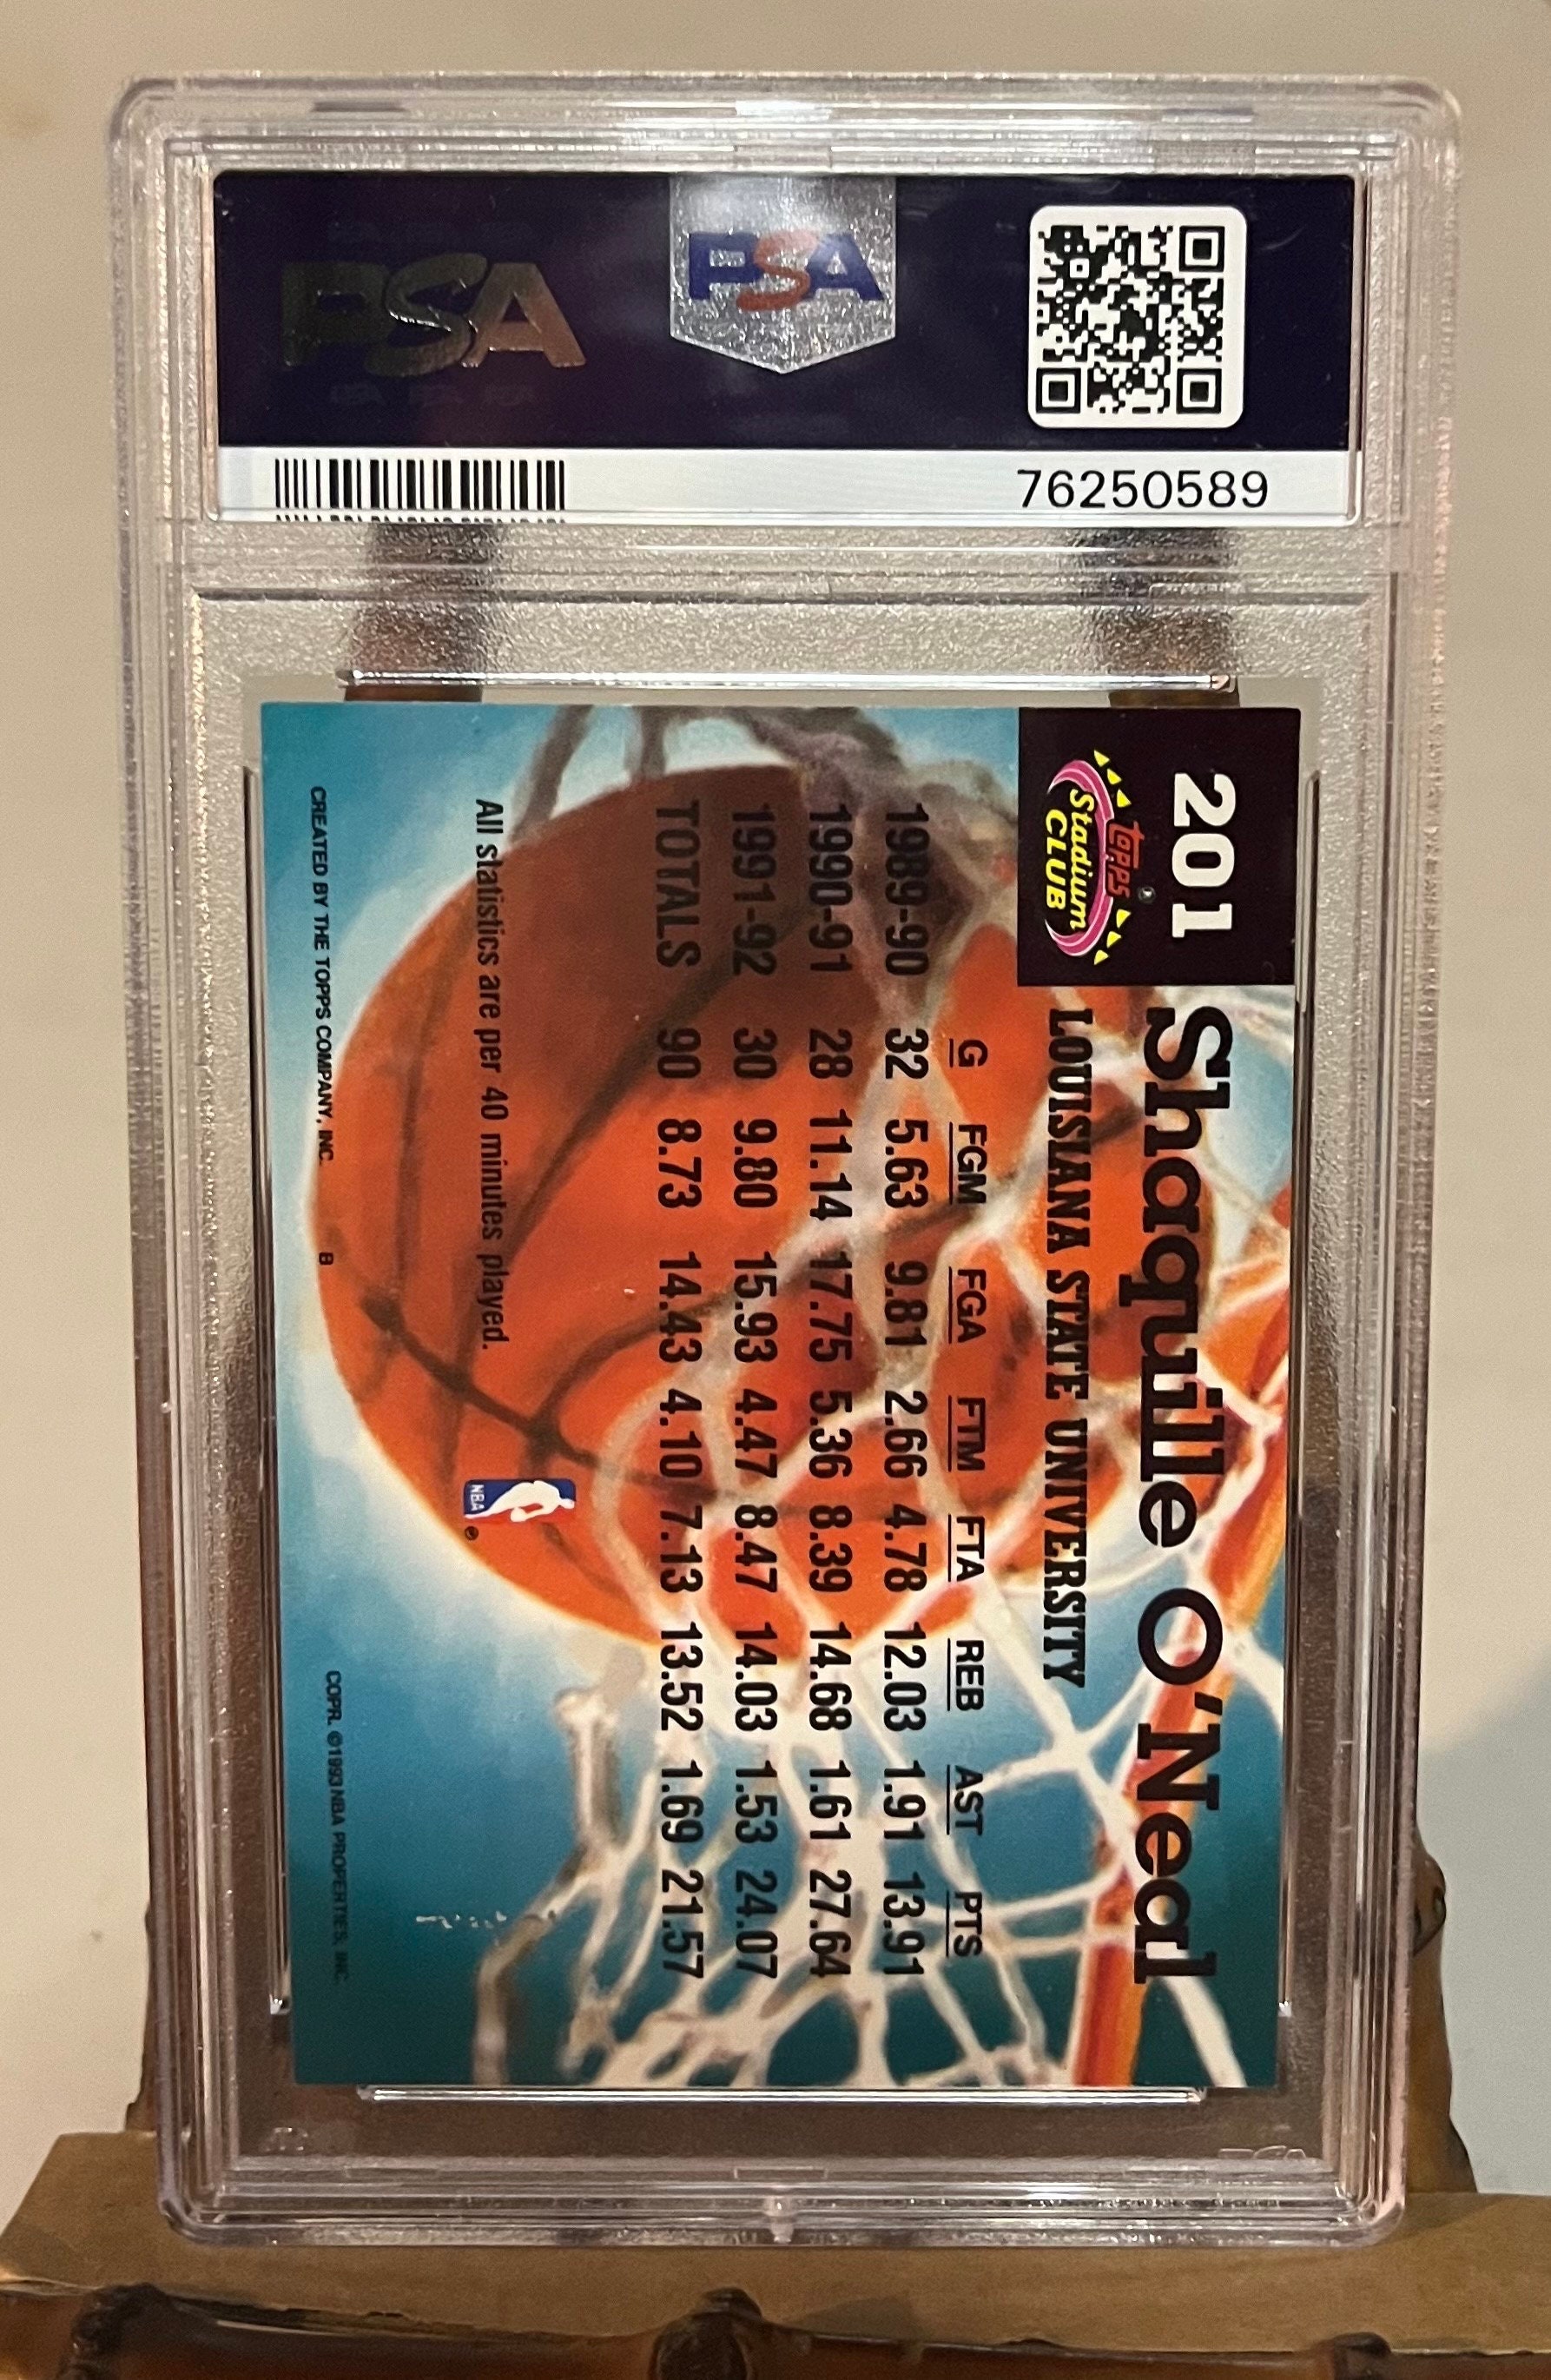 PSA
PSA
76250589
201
Topps
Stadium
CLUB
Shaquille O'Neal
LOUISIANA STATE UNIVERSITY
G FGM FGA FTM FTA REB AST PTS
1989-90 32 5.63 9.81 2.66 4.78 12.03 1.91 13.91
1990-91 28 11.14 17.75 5.36 8.39 14.68 1.61 27.64
1991-92 30 9.80 15.93 4.47 8.47 14.03 1.53 24.07
TOTALS 90 8.73 14.43 4.10 7.13 13.52 1.69 21.57
All statistics are per 40 minutes played.
NBA ®
CREATED BY THE TOPPS COMPANY, INC. B COPR. ©1993 NBA PROPERTIES, INC.